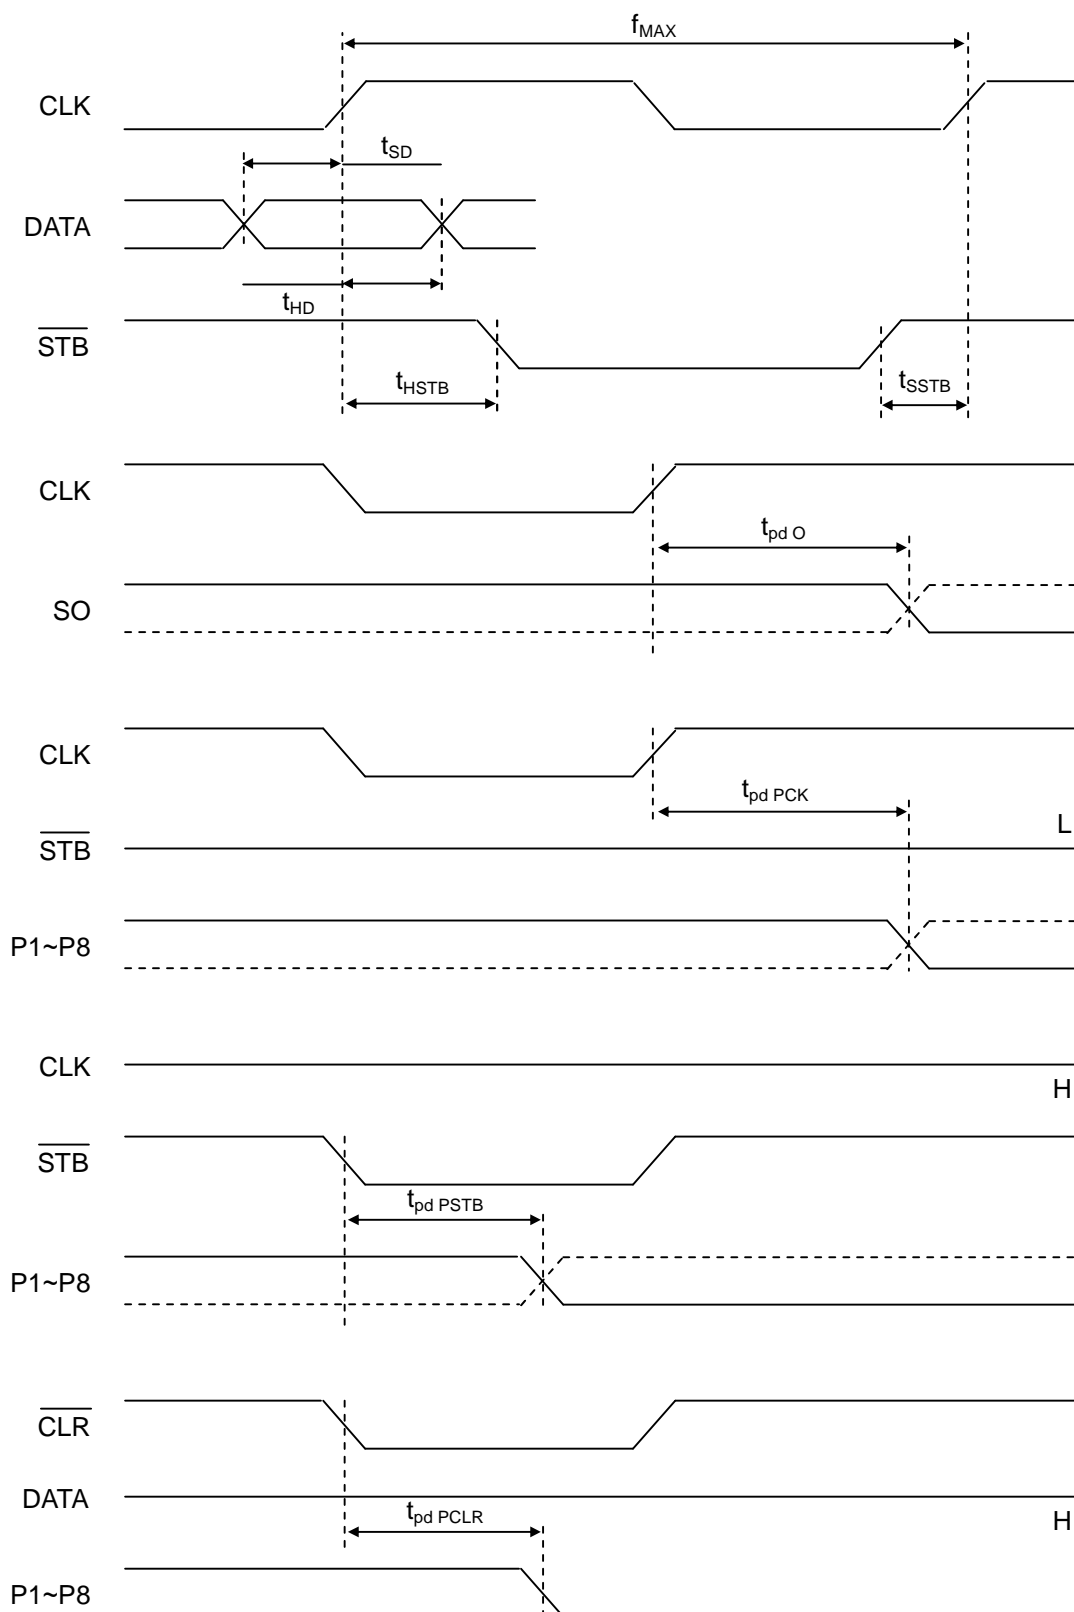 fMAX
CLK
tSD
DATA
tHD
STB
tHSTB
tSSTB
CLK
tpd O
SO
CLK
tpd PCK
L
STB
P1~P8
CLK
H
STB
tpd PSTB
P1~P8
CLR
DATA
H
tpd PCLR
P1~P8